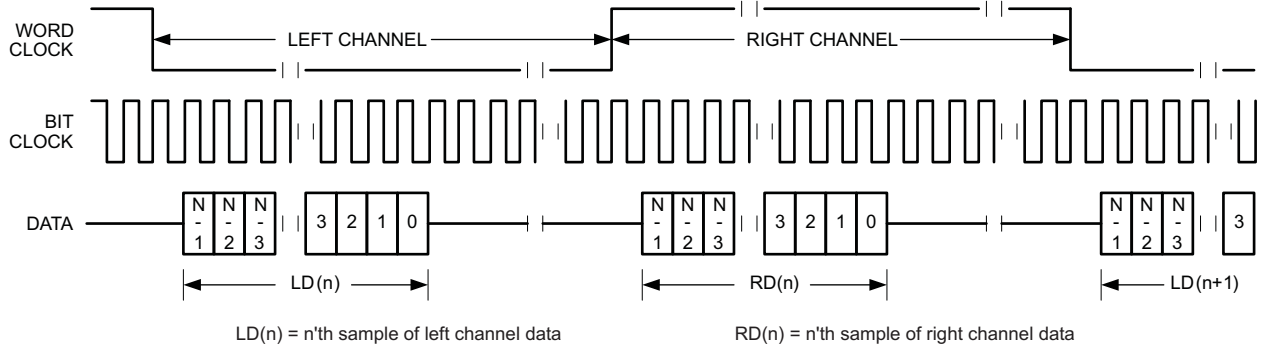 WORD
CLOCK
LEFT CHANNEL
RIGHT CHANNEL
BIT
CLOCK
DATA
N
-
1
N
-
2
N
-
3
3
2
1
0
N
-
1
N
-
2
N
-
3
3
2
1
0
N
-
1
N
-
2
N
-
3
3
LD(n)
RD(n)
LD(n+1)
LD(n) = n'th sample of left channel data
RD(n) = n'th sample of right channel data